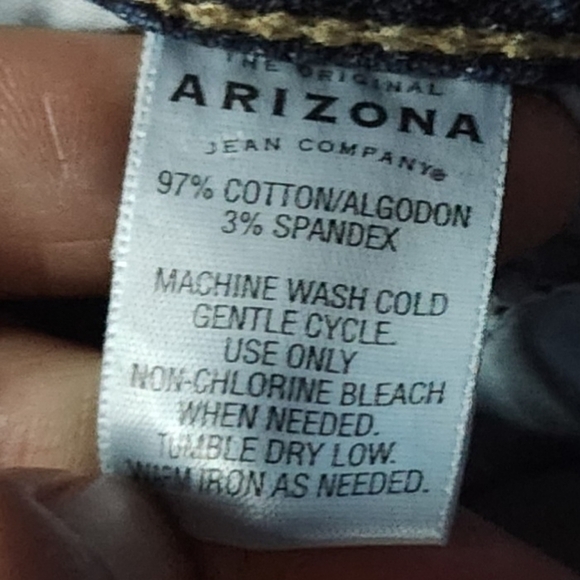 THE ORIGINAL
ARIZONA
JEAN COMPANY®
97% COTTON/ALGODON
3% SPANDEX
MACHINE WASH COLD
GENTLE CYCLE.
USE ONLY
NON-CHLORINE BLEACH
WHEN NEEDED.
TUMBLE DRY LOW.
WARM IRON AS NEEDED.